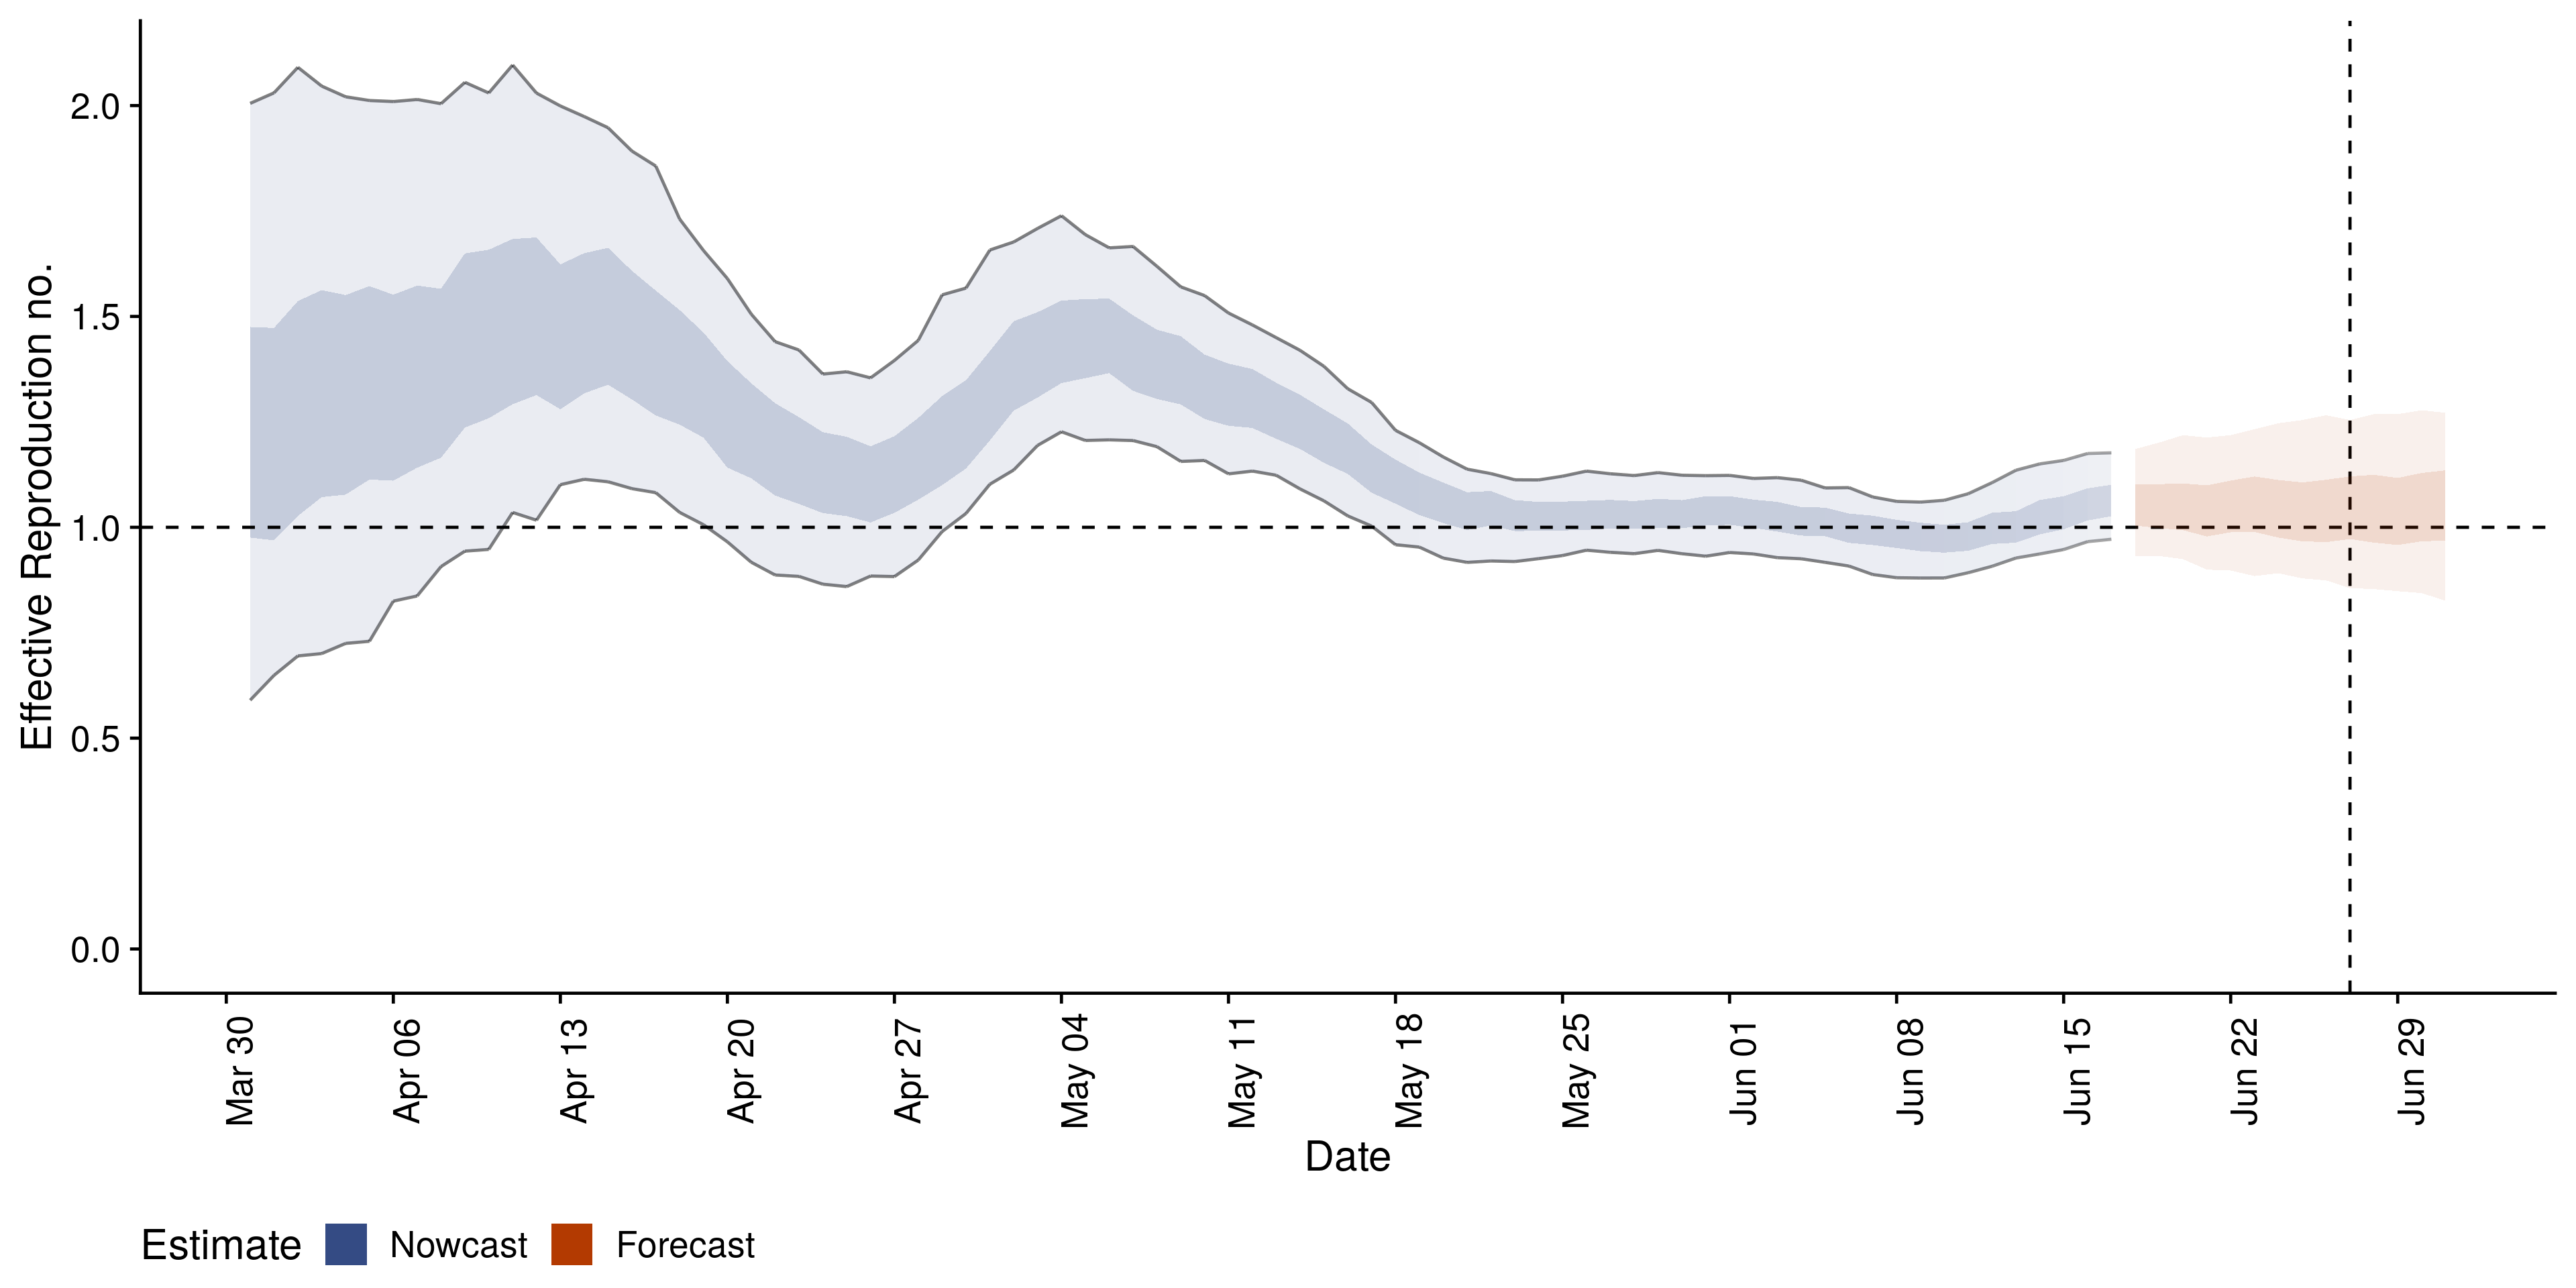 Effective Reproduction no.
2.0
1.5
1.0
0.5
0.0
Mar 30
Apr 06
Apr 13
Apr 20
Apr 27
May 04
May 11
May 18
May 25
Jun 01
Jun 08
Jun 15
Jun 22
Jun 29
Date
Estimate Nowcast Forecast